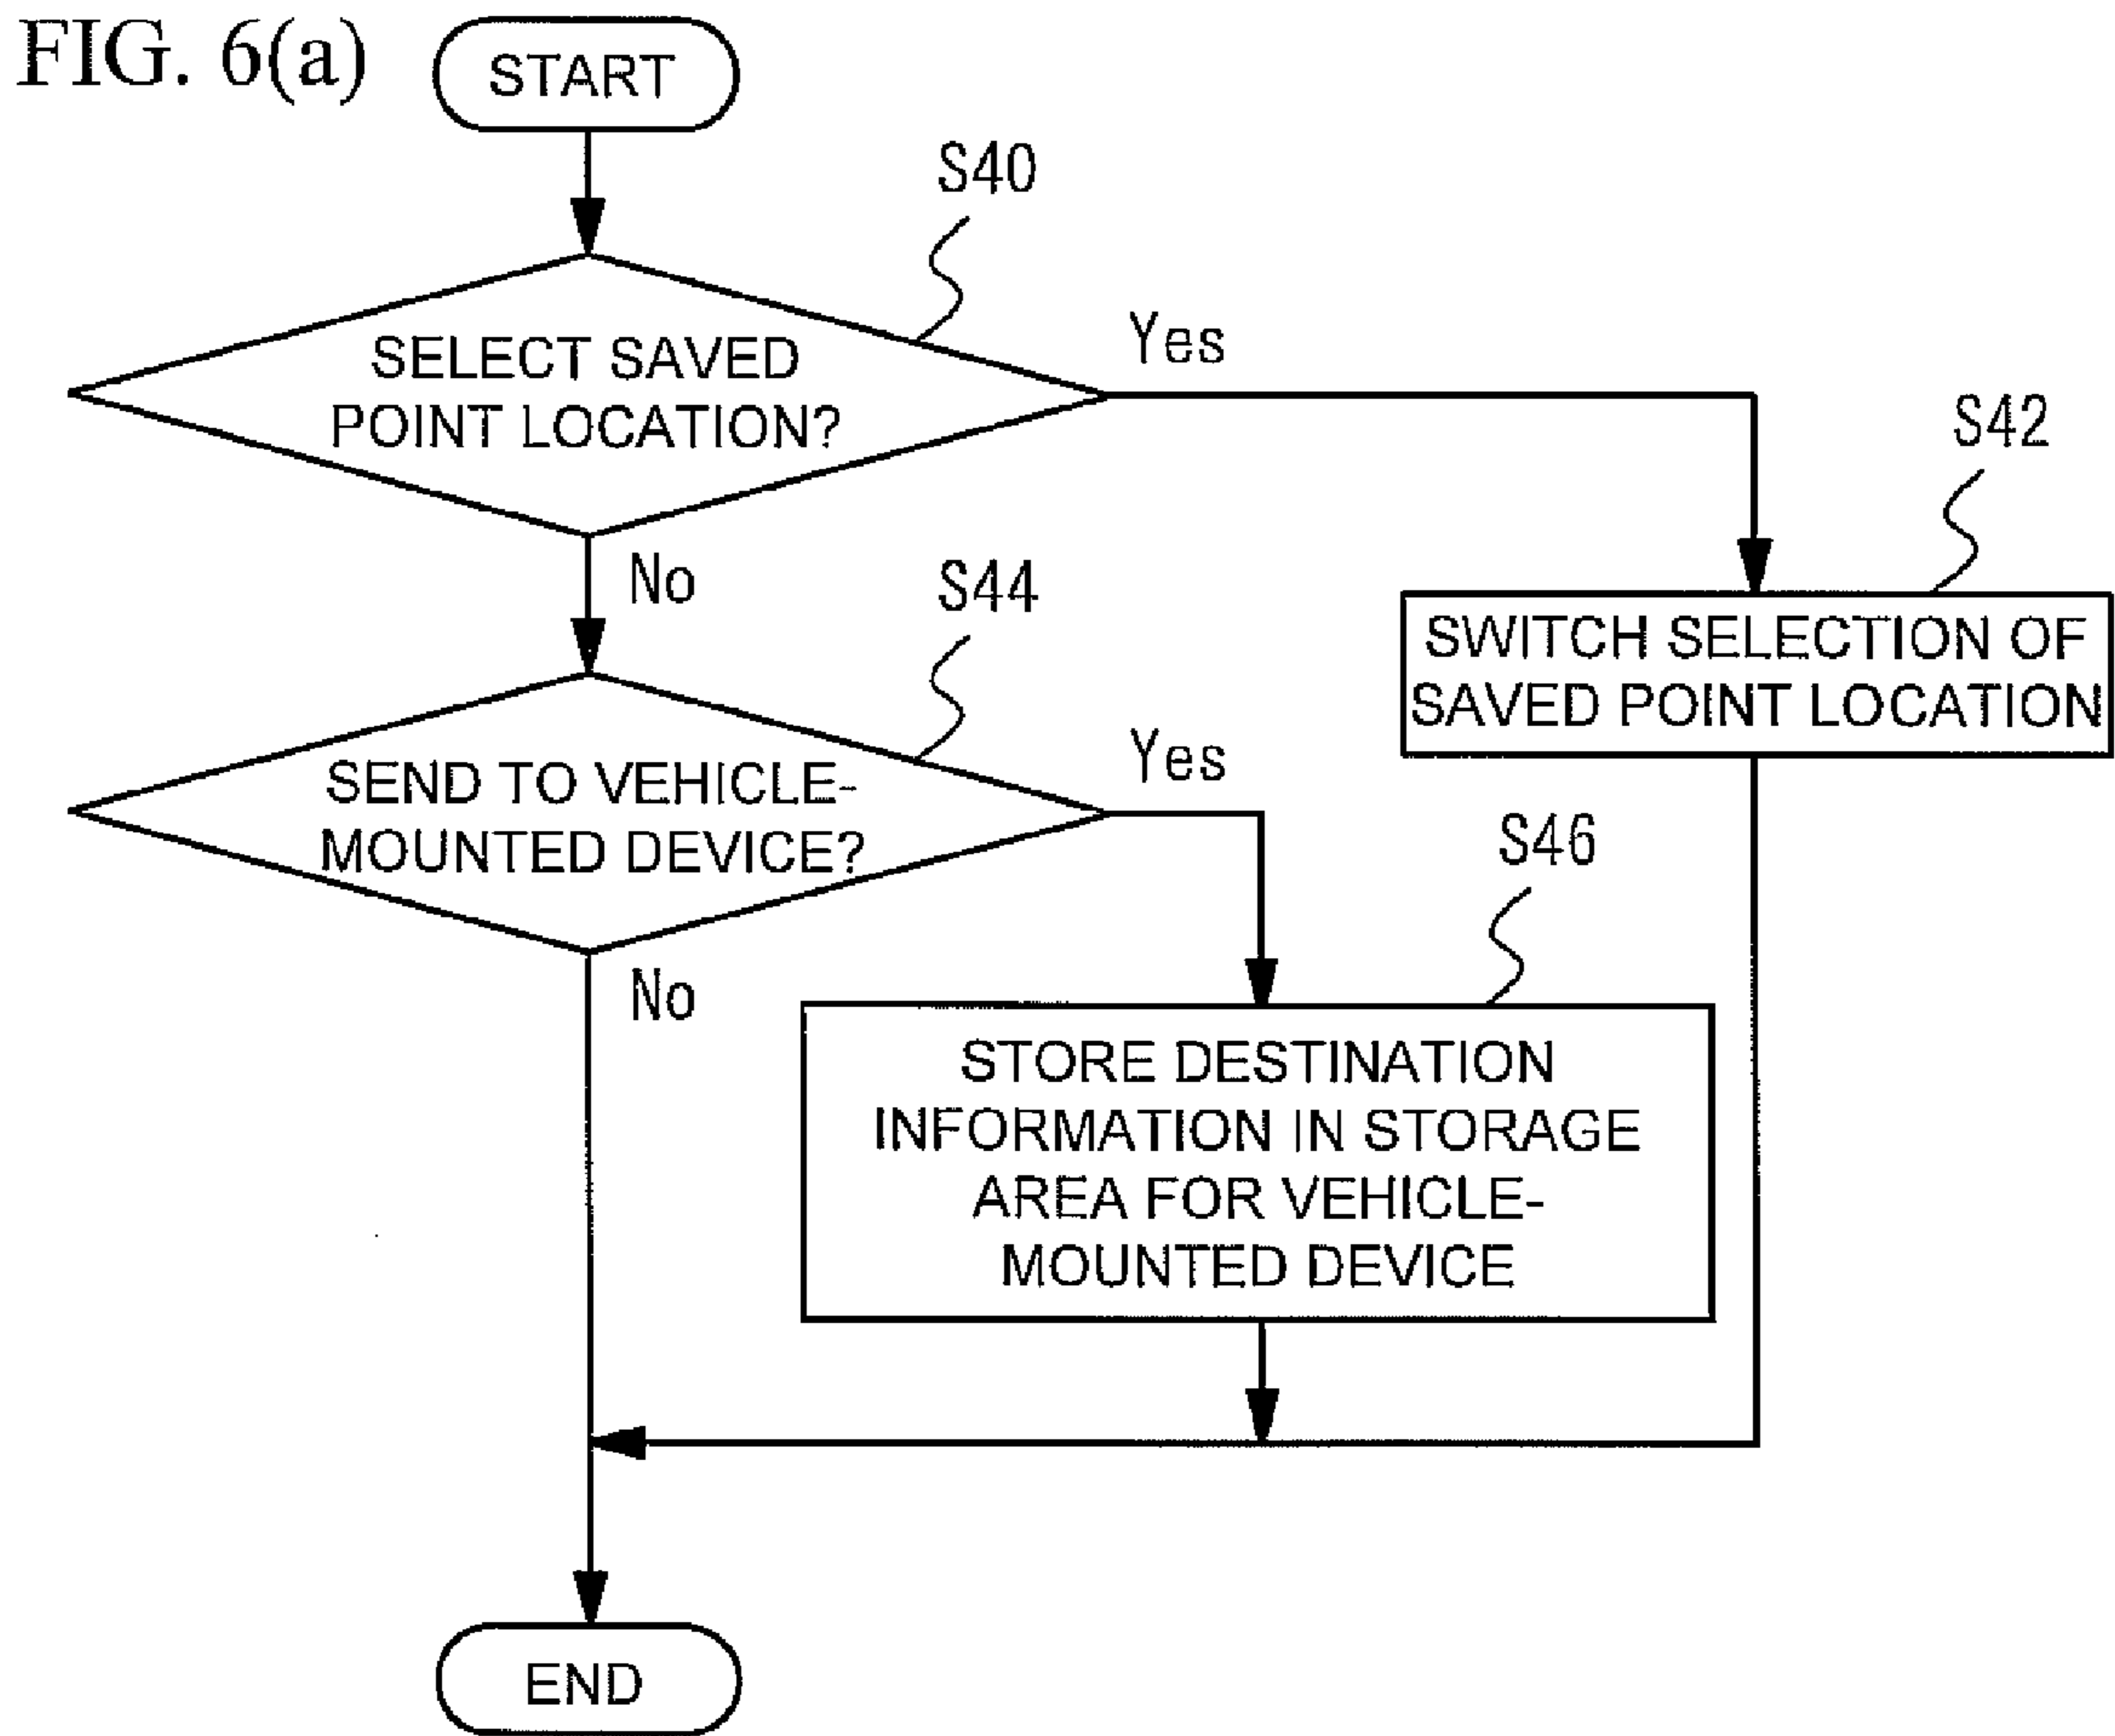 FIG. 6(a)
START
S40
SELECT SAVED
POINT LOCATION?
Yes
No
S42
SWITCH SELECTION OF
SAVED POINT LOCATION
S44
SEND TO VEHICLE-
MOUNTED DEVICE?
Yes
No
S46
STORE DESTINATION
INFORMATION IN STORAGE
AREA FOR VEHICLE-
MOUNTED DEVICE
END